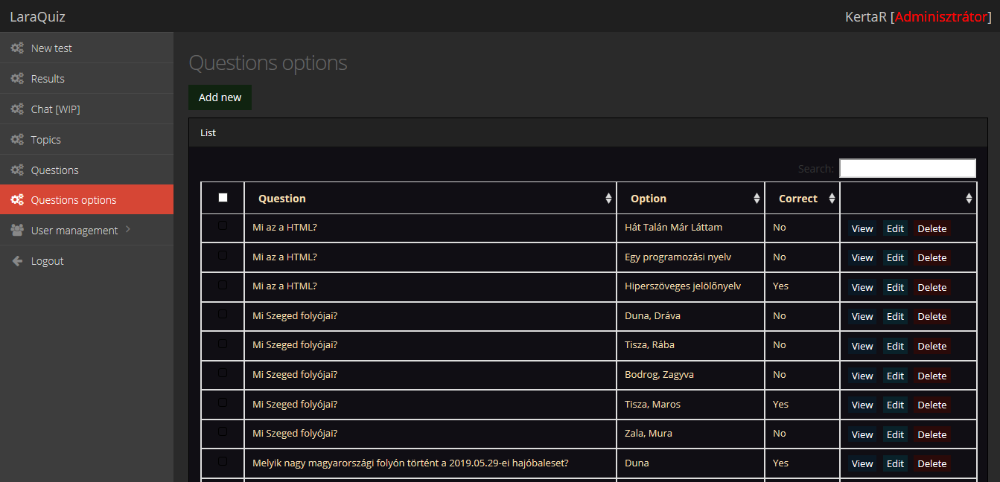 LaraQuiz KertaR [Adminisztrátor]
New test
Results
Chat [WIP]
Topics
Questions
Questions options
User management
Logout
Questions options
Add new
List
Search:
Question Option Correct
Mi az a HTML? Hát Talán Már Láttam No View Edit Delete
Mi az a HTML? Egy programozási nyelv No View Edit Delete
Mi az a HTML? Hiperszöveges jelölőnyelv Yes View Edit Delete
Mi Szeged folyójai? Duna, Dráva No View Edit Delete
Mi Szeged folyójai? Tisza, Rába No View Edit Delete
Mi Szeged folyójai? Bodrog, Zagyva No View Edit Delete
Mi Szeged folyójai? Tisza, Maros Yes View Edit Delete
Mi Szeged folyójai? Zala, Mura No View Edit Delete
Melyik nagy magyarországi folyón történt a 2019.05.29-ei hajóbaleset? Duna Yes View Edit Delete